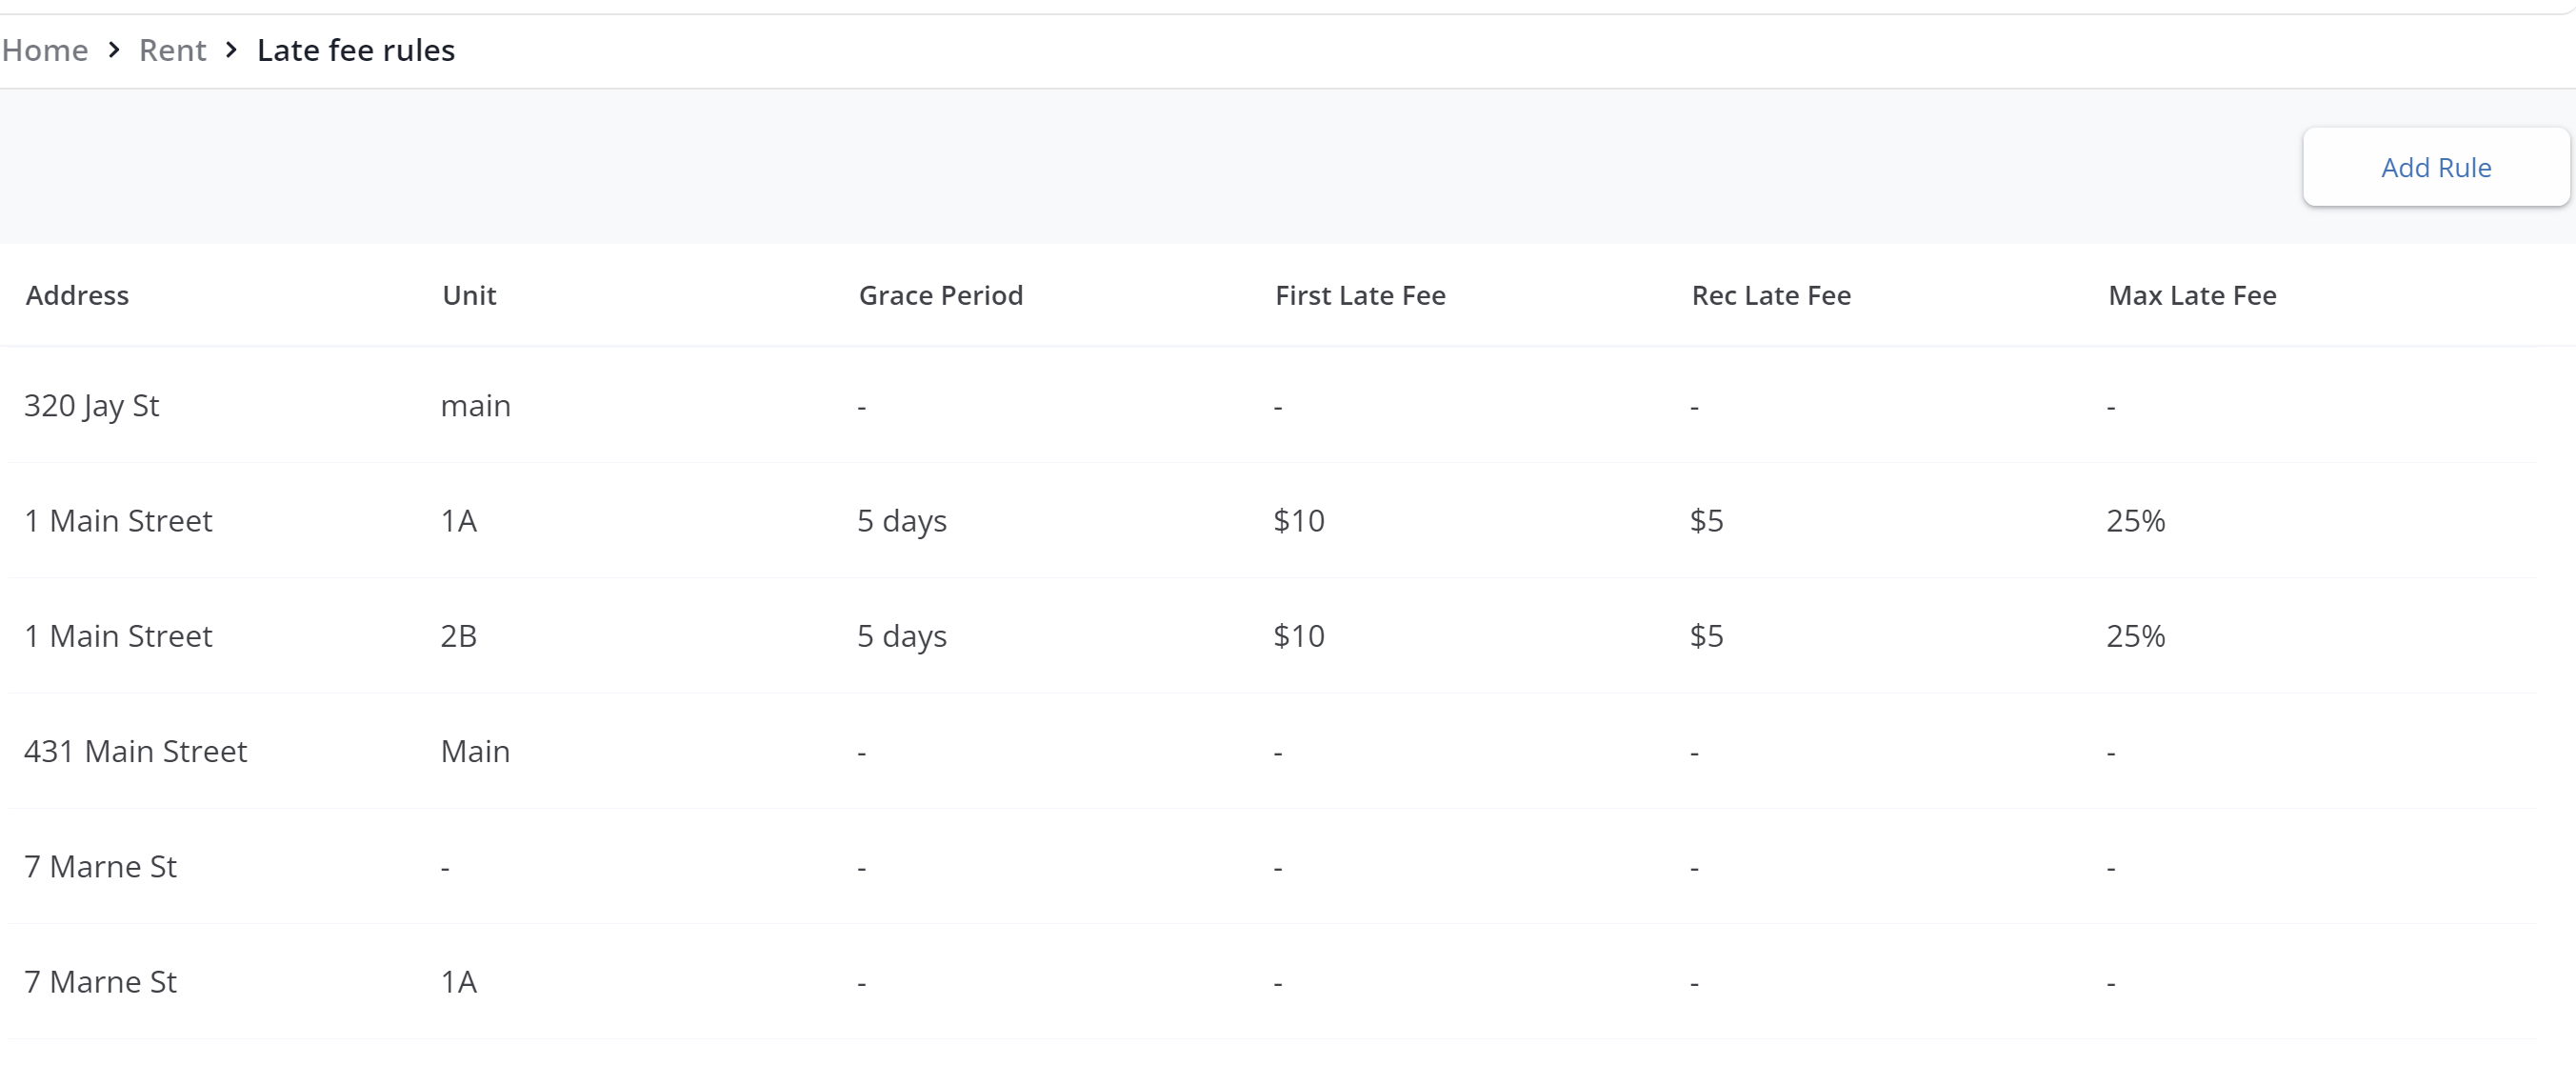 Home > Rent > Late fee rules
Add Rule
Address Unit Grace Period First Late Fee Rec Late Fee Max Late Fee
320 Jay St main - - - -
1 Main Street 1A 5 days $10 $5 25%
1 Main Street 2B 5 days $10 $5 25%
431 Main Street Main - - - -
7 Marne St - - - - -
7 Marne St 1A - - - -